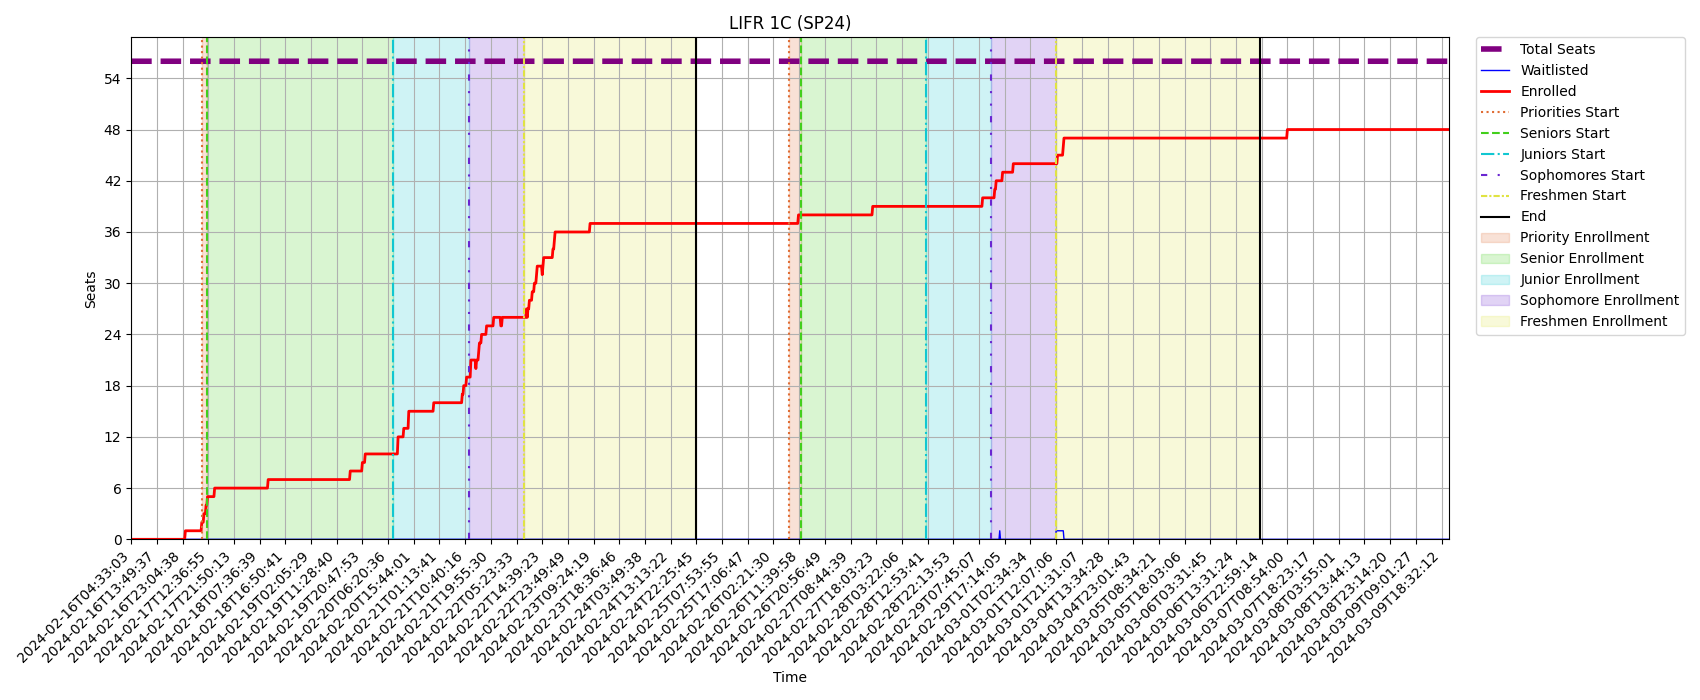 LIFR 1C (SP24)
Seats
54
48
42
36
30
24
18
12
6
0
2024-02-16T04:33:03
2024-02-16T13:49:37
2024-02-16T23:04:38
2024-02-17T12:36:55
2024-02-17T21:50:13
2024-02-18T07:36:39
2024-02-18T16:50:41
2024-02-19T02:05:29
2024-02-19T11:28:40
2024-02-19T20:47:53
2024-02-20T06:20:36
2024-02-20T15:44:01
2024-02-21T01:13:41
2024-02-21T10:40:16
2024-02-21T19:55:30
2024-02-22T05:23:33
2024-02-22T14:39:23
2024-02-22T23:49:49
2024-02-23T09:24:19
2024-02-23T18:36:46
2024-02-24T03:49:38
2024-02-24T13:13:22
2024-02-24T22:25:45
2024-02-25T07:53:55
2024-02-25T17:06:47
2024-02-26T02:21:30
2024-02-26T11:39:58
2024-02-26T20:56:49
2024-02-27T08:44:39
2024-02-27T18:03:23
2024-02-28T03:22:06
2024-02-28T12:53:41
2024-02-28T22:13:53
2024-02-29T07:45:07
2024-02-29T17:14:05
2024-03-01T02:34:34
2024-03-01T12:07:06
2024-03-01T21:31:07
2024-03-04T13:34:28
2024-03-04T23:01:43
2024-03-05T08:34:21
2024-03-05T18:03:06
2024-03-06T03:31:45
2024-03-06T13:31:24
2024-03-06T22:59:14
2024-03-07T08:54:00
2024-03-07T18:23:17
2024-03-08T03:55:01
2024-03-08T13:44:13
2024-03-08T23:14:20
2024-03-09T09:01:27
2024-03-09T18:32:12
Time
Total Seats
Waitlisted
Enrolled
Priorities Start
Seniors Start
Juniors Start
Sophomores Start
Freshmen Start
End
Priority Enrollment
Senior Enrollment
Junior Enrollment
Sophomore Enrollment
Freshmen Enrollment